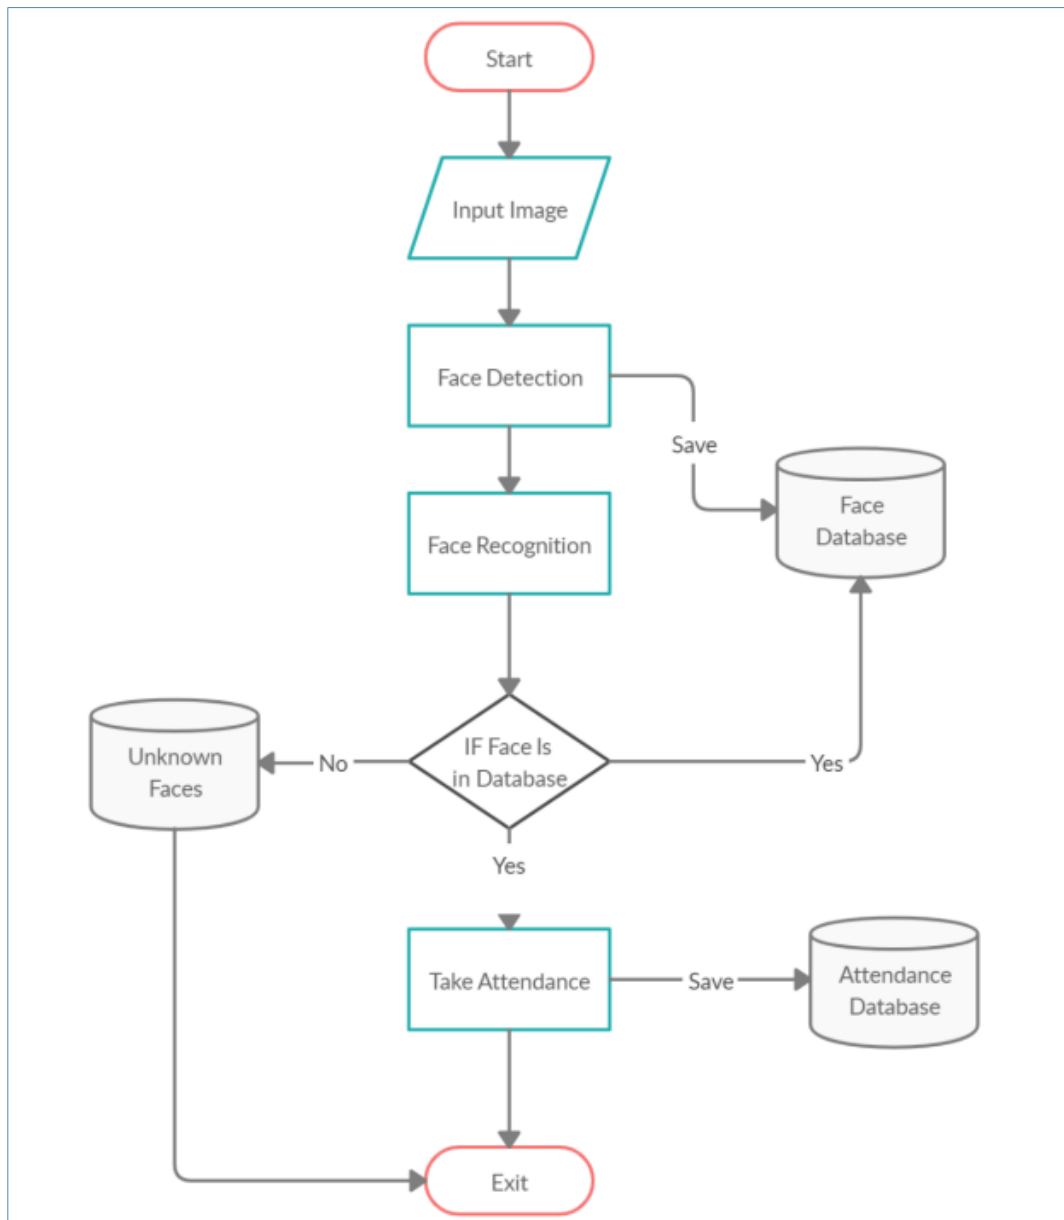 Start
Input Image
Face Detection
Save
Face
Database
Face Recognition
IF Face Is
in Database
No
Unknown
Faces
Yes
Yes
Take Attendance
Save
Attendance
Database
Exit